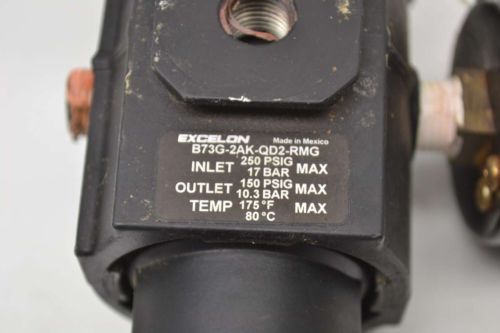 EXCELON Made in Mexico
B73G-2AK-QD2-RMG
INLET 250 PSIG MAX
17 BAR
OUTLET 150 PSIG MAX
10.3 BAR
TEMP 175 °F MAX
80 °C